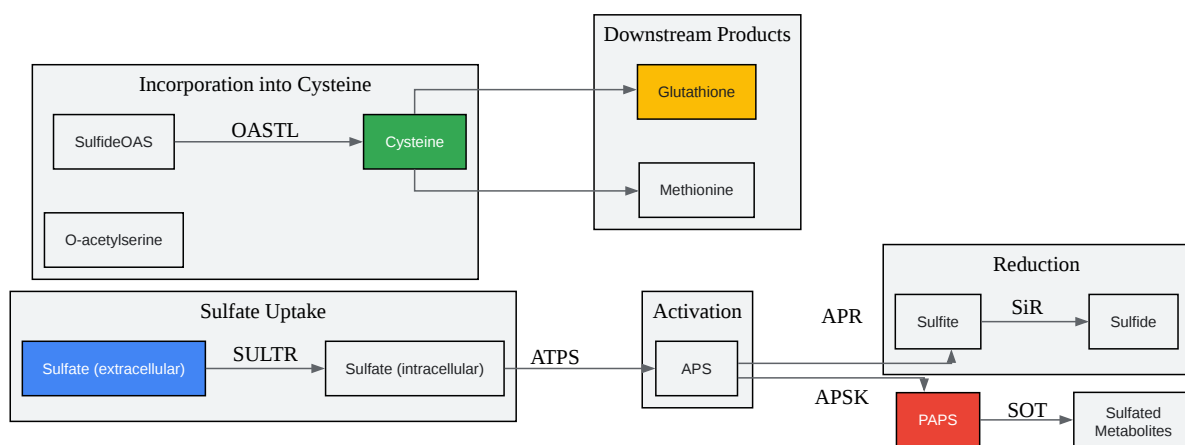 Downstream Products
Incorporation into Cysteine
Glutathione
SulfideOAS
OASTL
Cysteine
Methionine
O-acetylserine
Reduction
Sulfate Uptake
Activation
APR
Sulfite
SiR
Sulfide
Sulfate (extracellular)
SULTR
Sulfate (intracellular)
ATPS
APS
APSK
PAPS
SOT
Sulfated
Metabolites